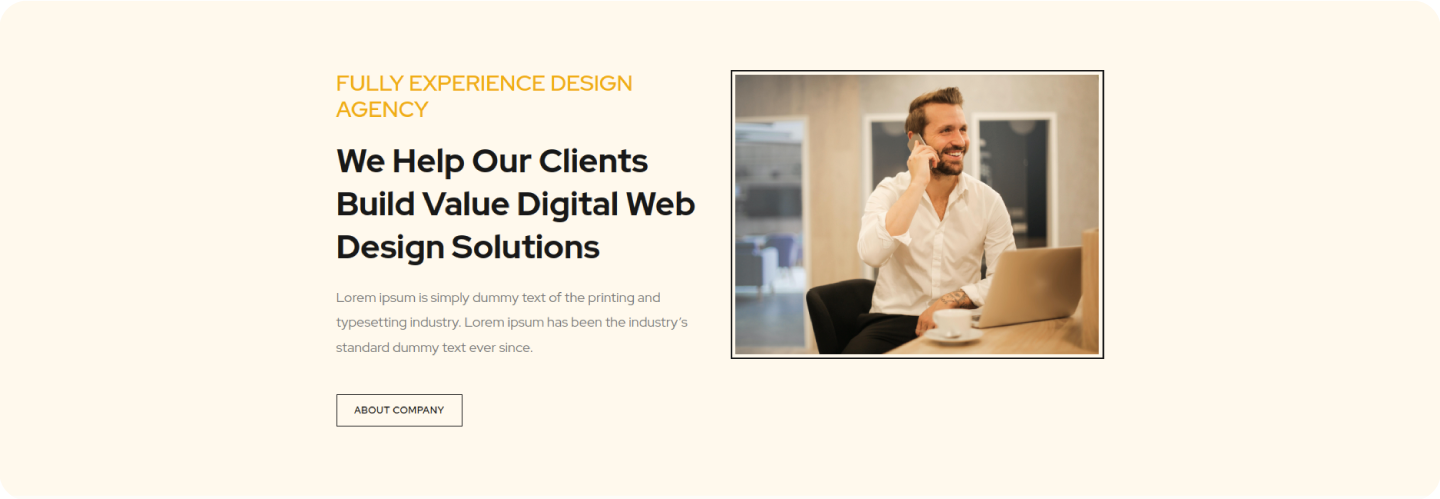 FULLY EXPERIENCE DESIGN
AGENCY
We Help Our Clients
Build Value Digital Web
Design Solutions
Lorem ipsum is simply dummy text of the printing and
typesetting industry. Lorem ipsum has been the industry's
standard dummy text ever since.
ABOUT COMPANY